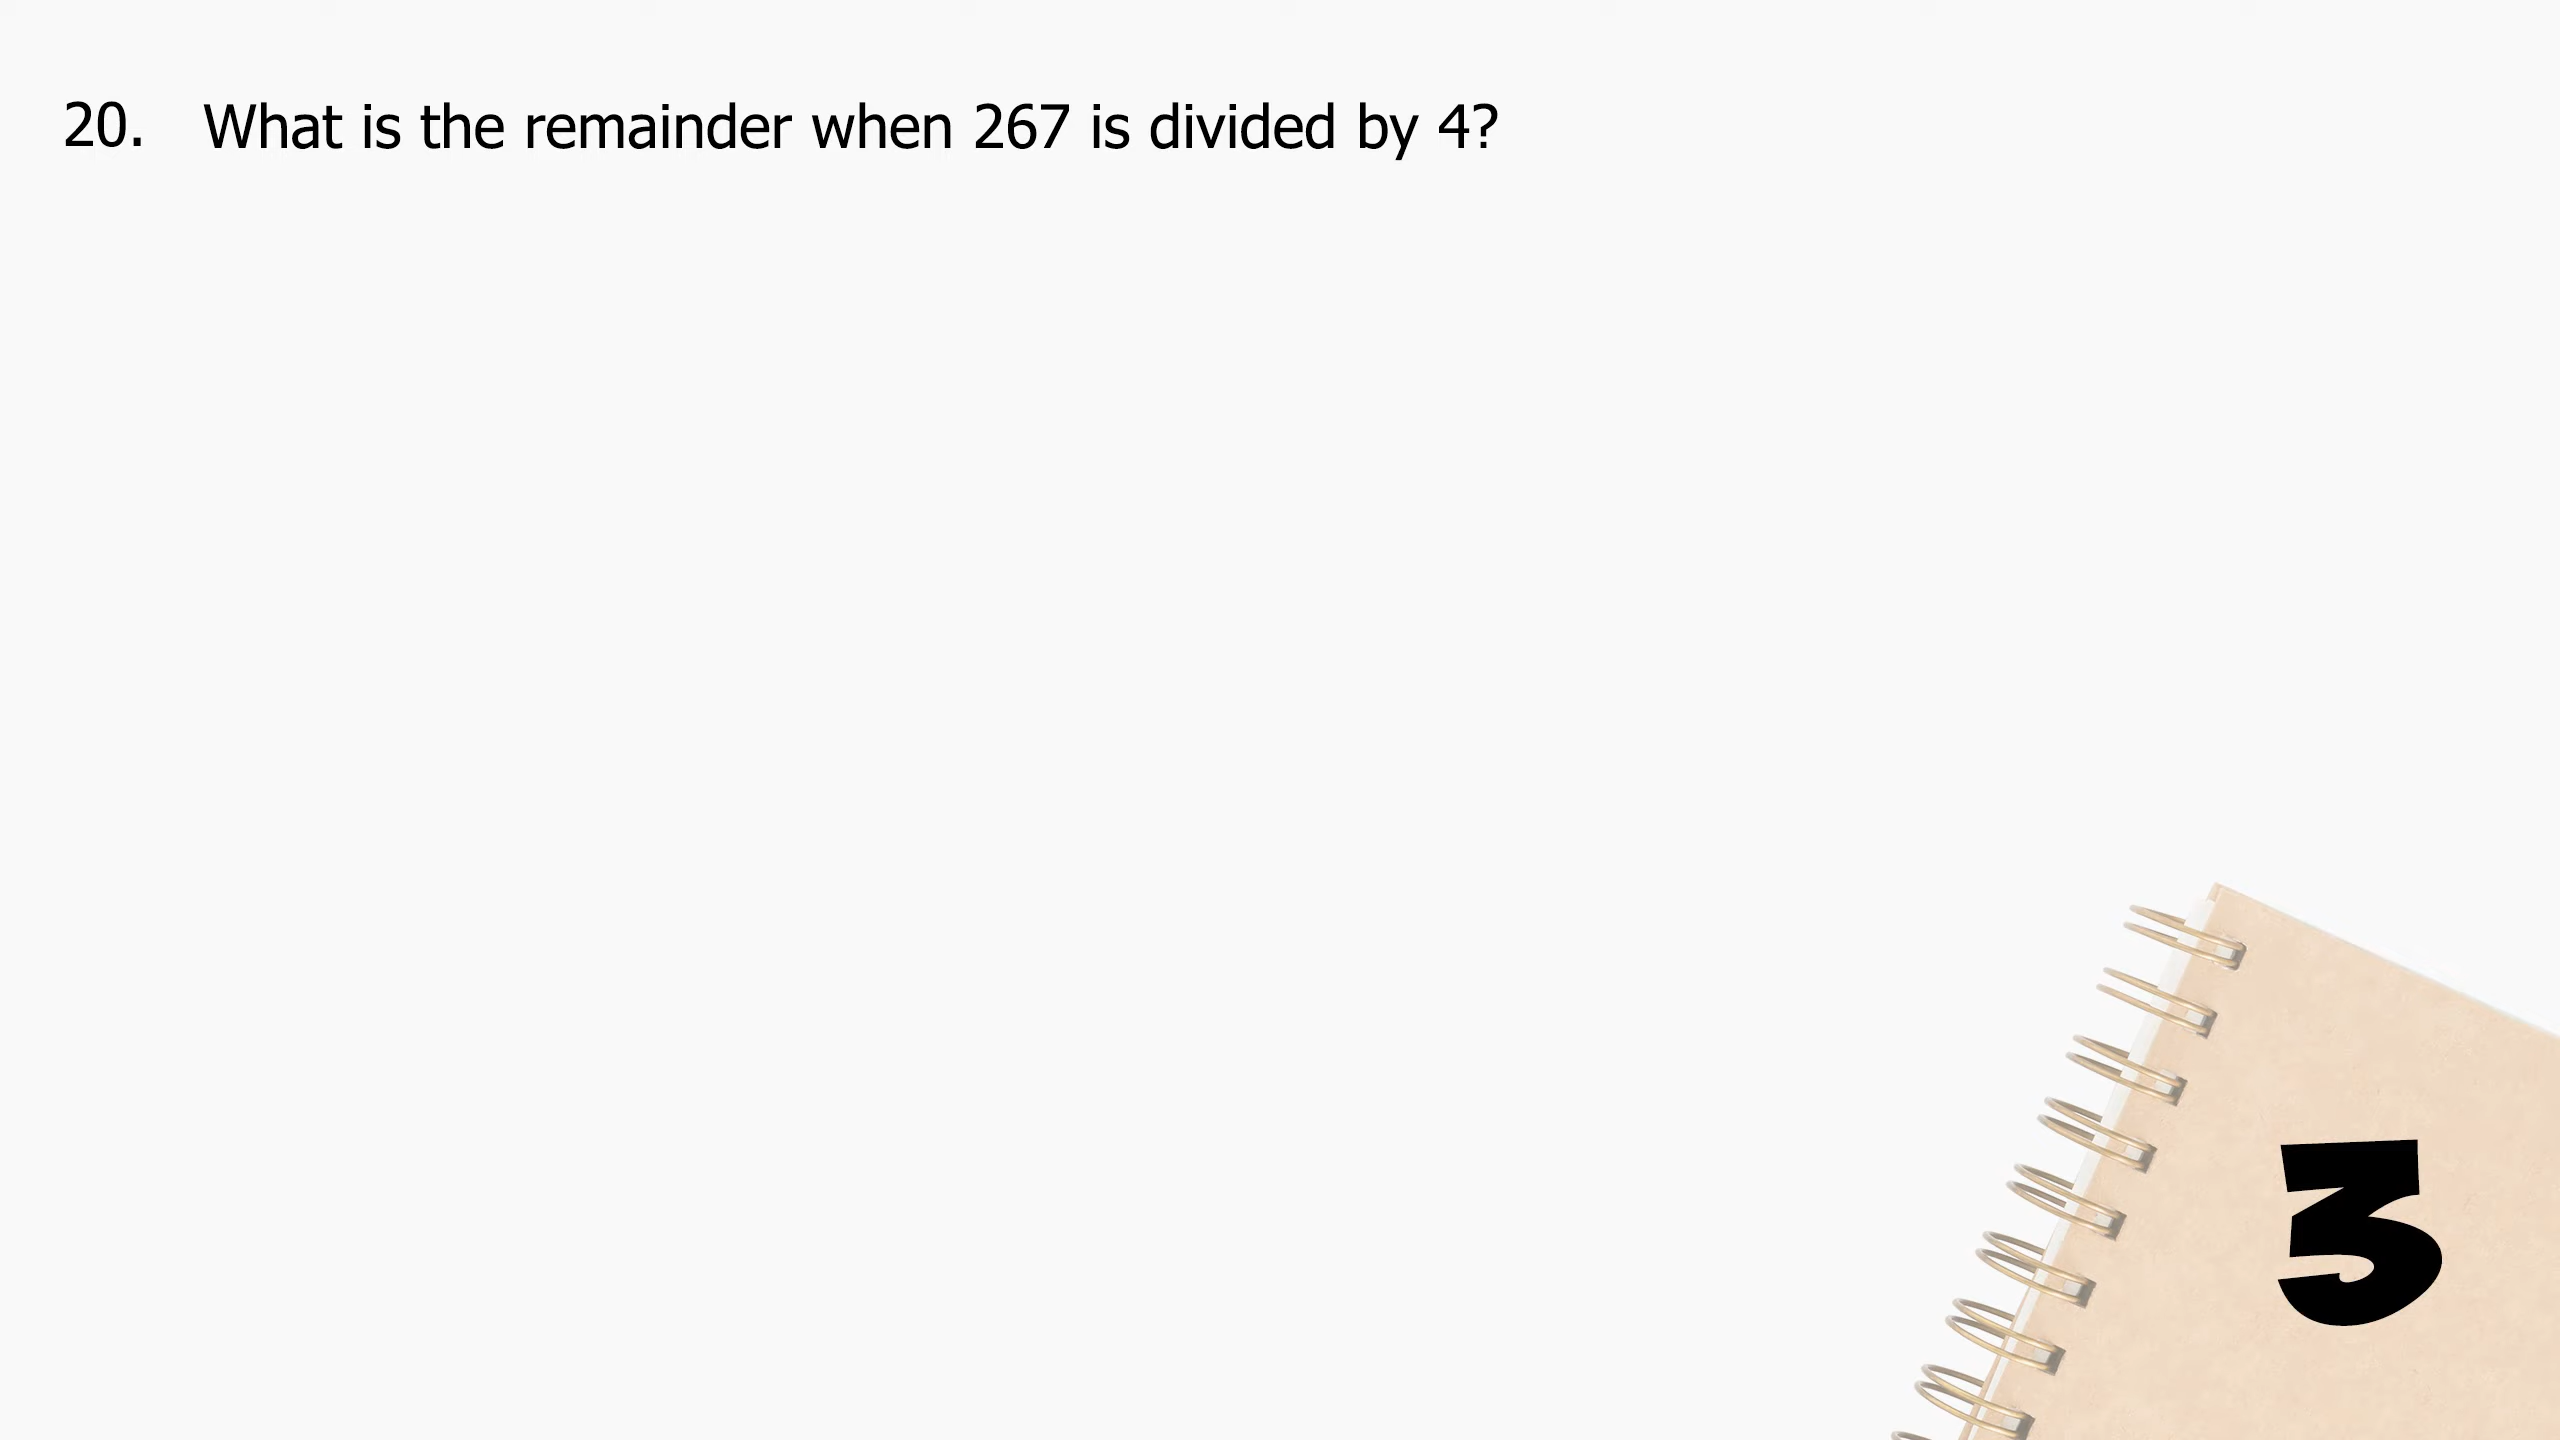 20. What is the remainder when 267 is divided by 4?
3